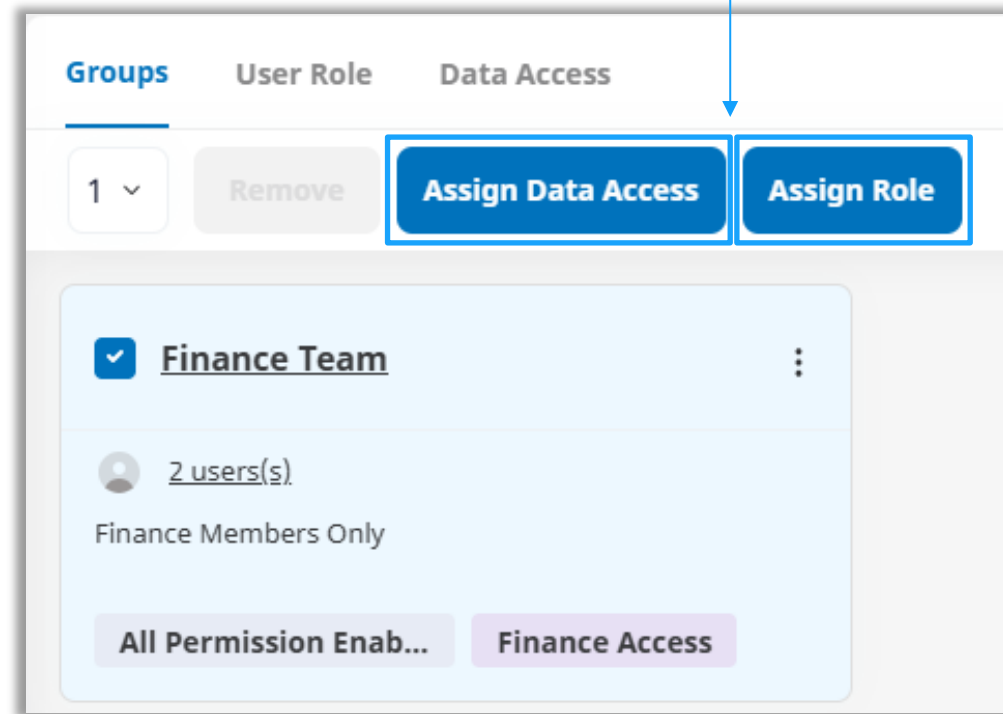 Groups User Role Data Access
1 Remove Assign Data Access Assign Role
Finance Team
2 users(s)
Finance Members Only
All Permission Enab... Finance Access